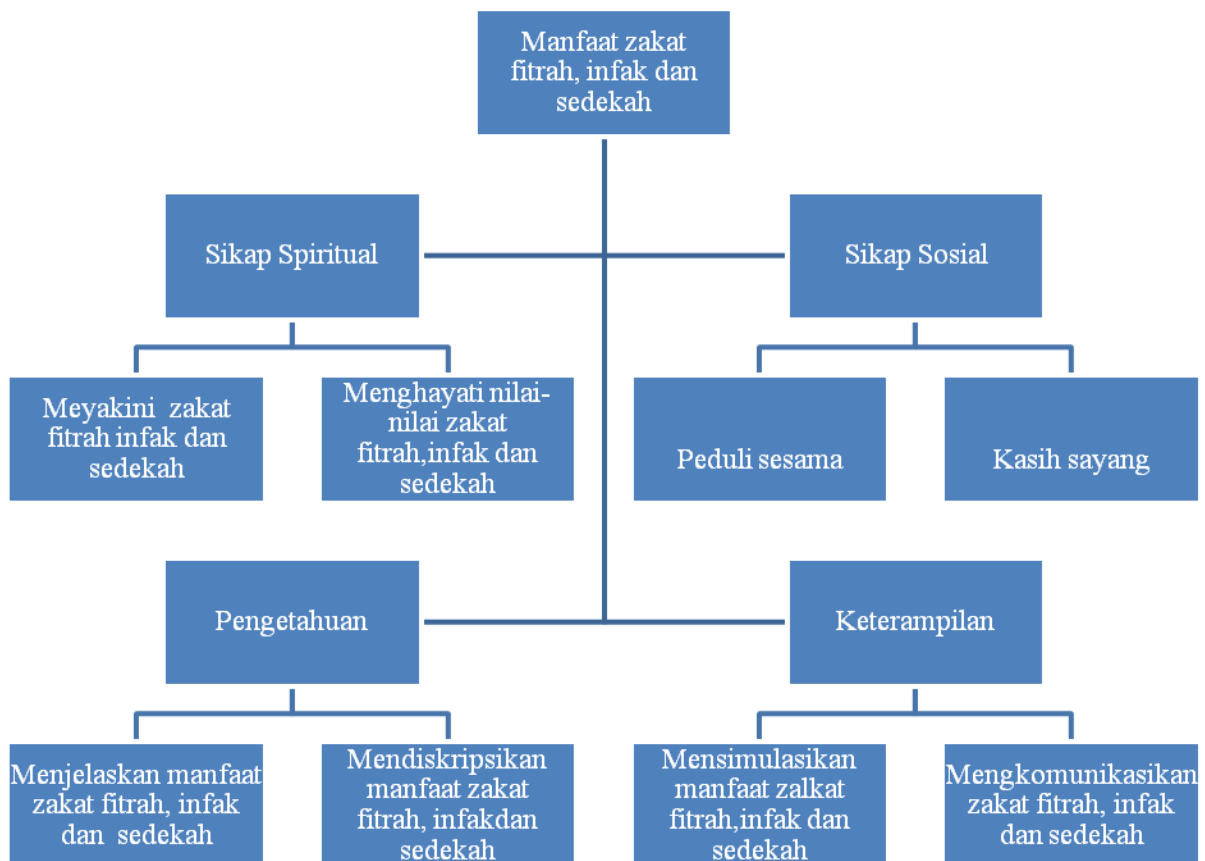 Manfaat zakat
fitrah, infak dan
sedekah
Sikap Spiritual
Sikap Sosial
Meyakini zakat
fitrah infak dan
sedekah
Menghayati nilai-
nilai zakat
fitrah,infak dan
sedekah
Peduli sesama
Kasih sayang
Pengetahuan
Keterampilan
Menjelaskan manfaat
zakat fitrah, infak
dan sedekah
Mendiskripsikan
manfaat zakat
fitrah, infakdan
sedekah
Mensimulasikan
manfaat zalkat
fitrah,infak dan
sedekah
Mengkomunikasikan
zakat fitrah, infak
dan sedekah